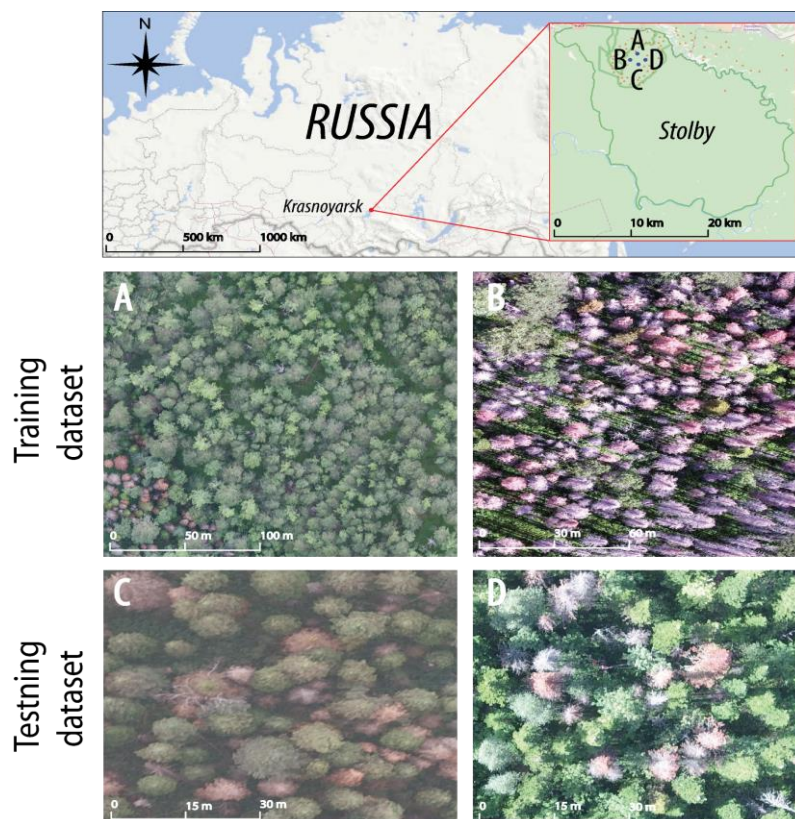 N
RUSSIA
Krasnoyarsk
0 500 km 1000 km
A
B D
C
Stolby
0 10 km 20 km
Training
dataset
A
0 50 m 100 m
B
0 30 m 60 m
Testning
dataset
C
0 15 m 30 m
D
0 15 m 30 m